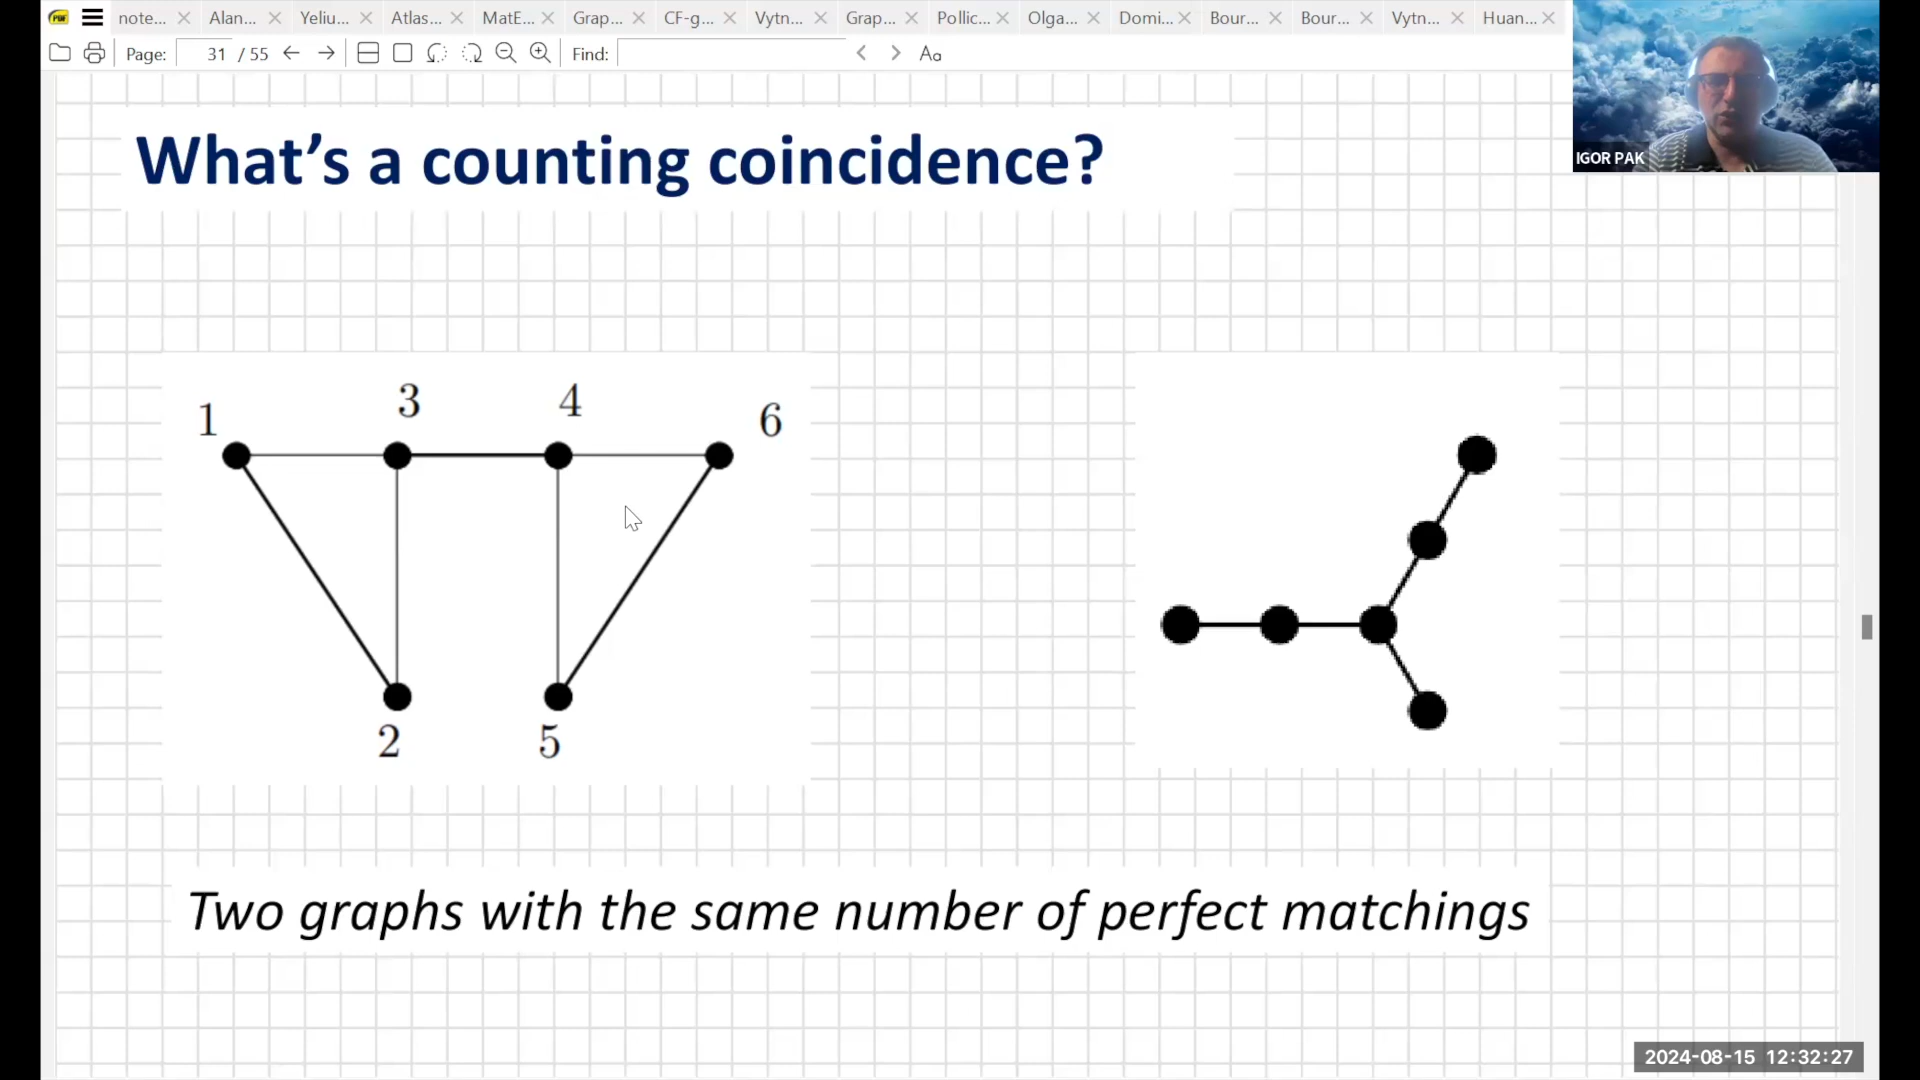 note... Alan... Yeliu... Atlas... MatE... Grap... CF-g... Vytn... Grap... Pollic... Olga... Domi... Bour... Bour... Vytn... Huan...
Page: 31 / 55 Find: Aa
IGOR PAK
What's a counting coincidence?
1 3 4 6
2 5
Two graphs with the same number of perfect matchings
2024-08-15 12:32:27